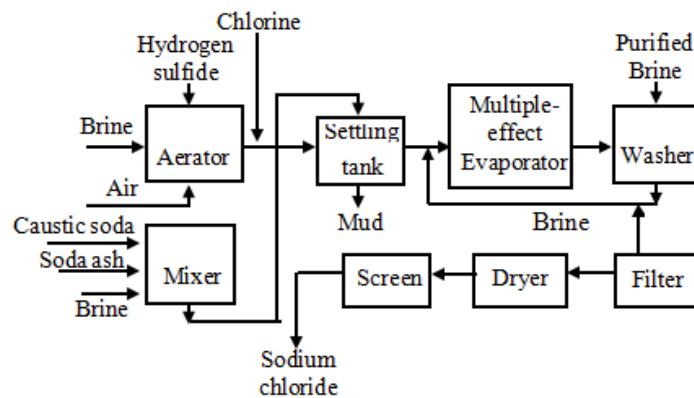 Chlorine
Hydrogen
sulfide
Purified
Brine
Brine
Aerator
Settling
tank
Multiple-
effect
Evaporator
Washer
Air
Mud
Brine
Caustic soda
Soda ash
Brine
Mixer
Screen
Dryer
Filter
Sodium
chloride